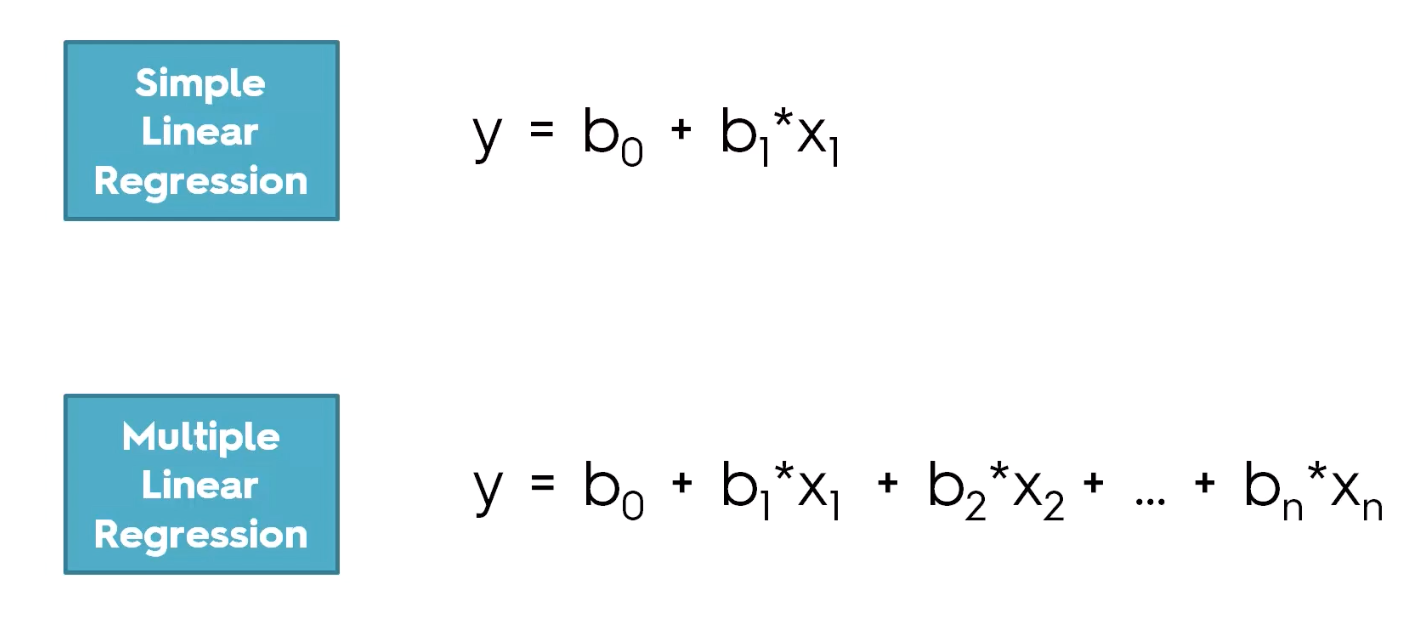 Simple
Linear
Regression
y = b₀ + b₁*x₁
Multiple
Linear
Regression
y = b₀ + b₁*x₁ + b₂*x₂ + ... + bₙ*xₙ